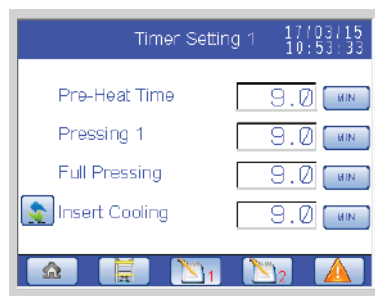 Timer Setting 1 17/03/15
10:53:33
Pre-Heat Time 9.0 MIN
Pressing 1 9.0 MIN
Full Pressing 9.0 MIN
Insert Cooling 9.0 MIN
1 2